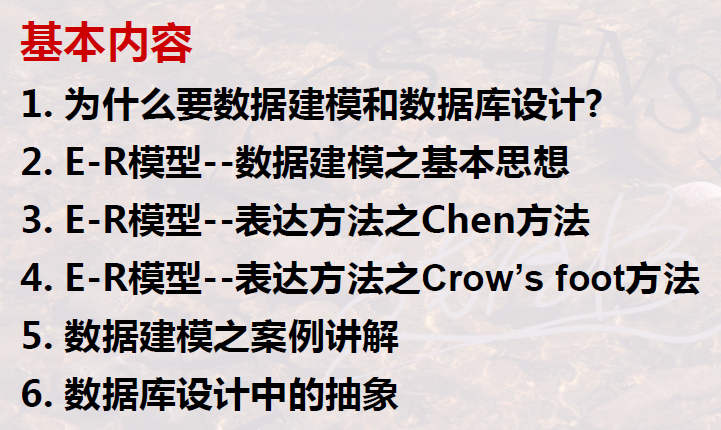 基本内容
1. 为什么要数据建模和数据库设计?
2. E-R模型--数据建模之基本思想
3. E-R模型--表达方法之Chen方法
4. E-R模型--表达方法之Crow’s foot方法
5. 数据建模之案例讲解
6. 数据库设计中的抽象